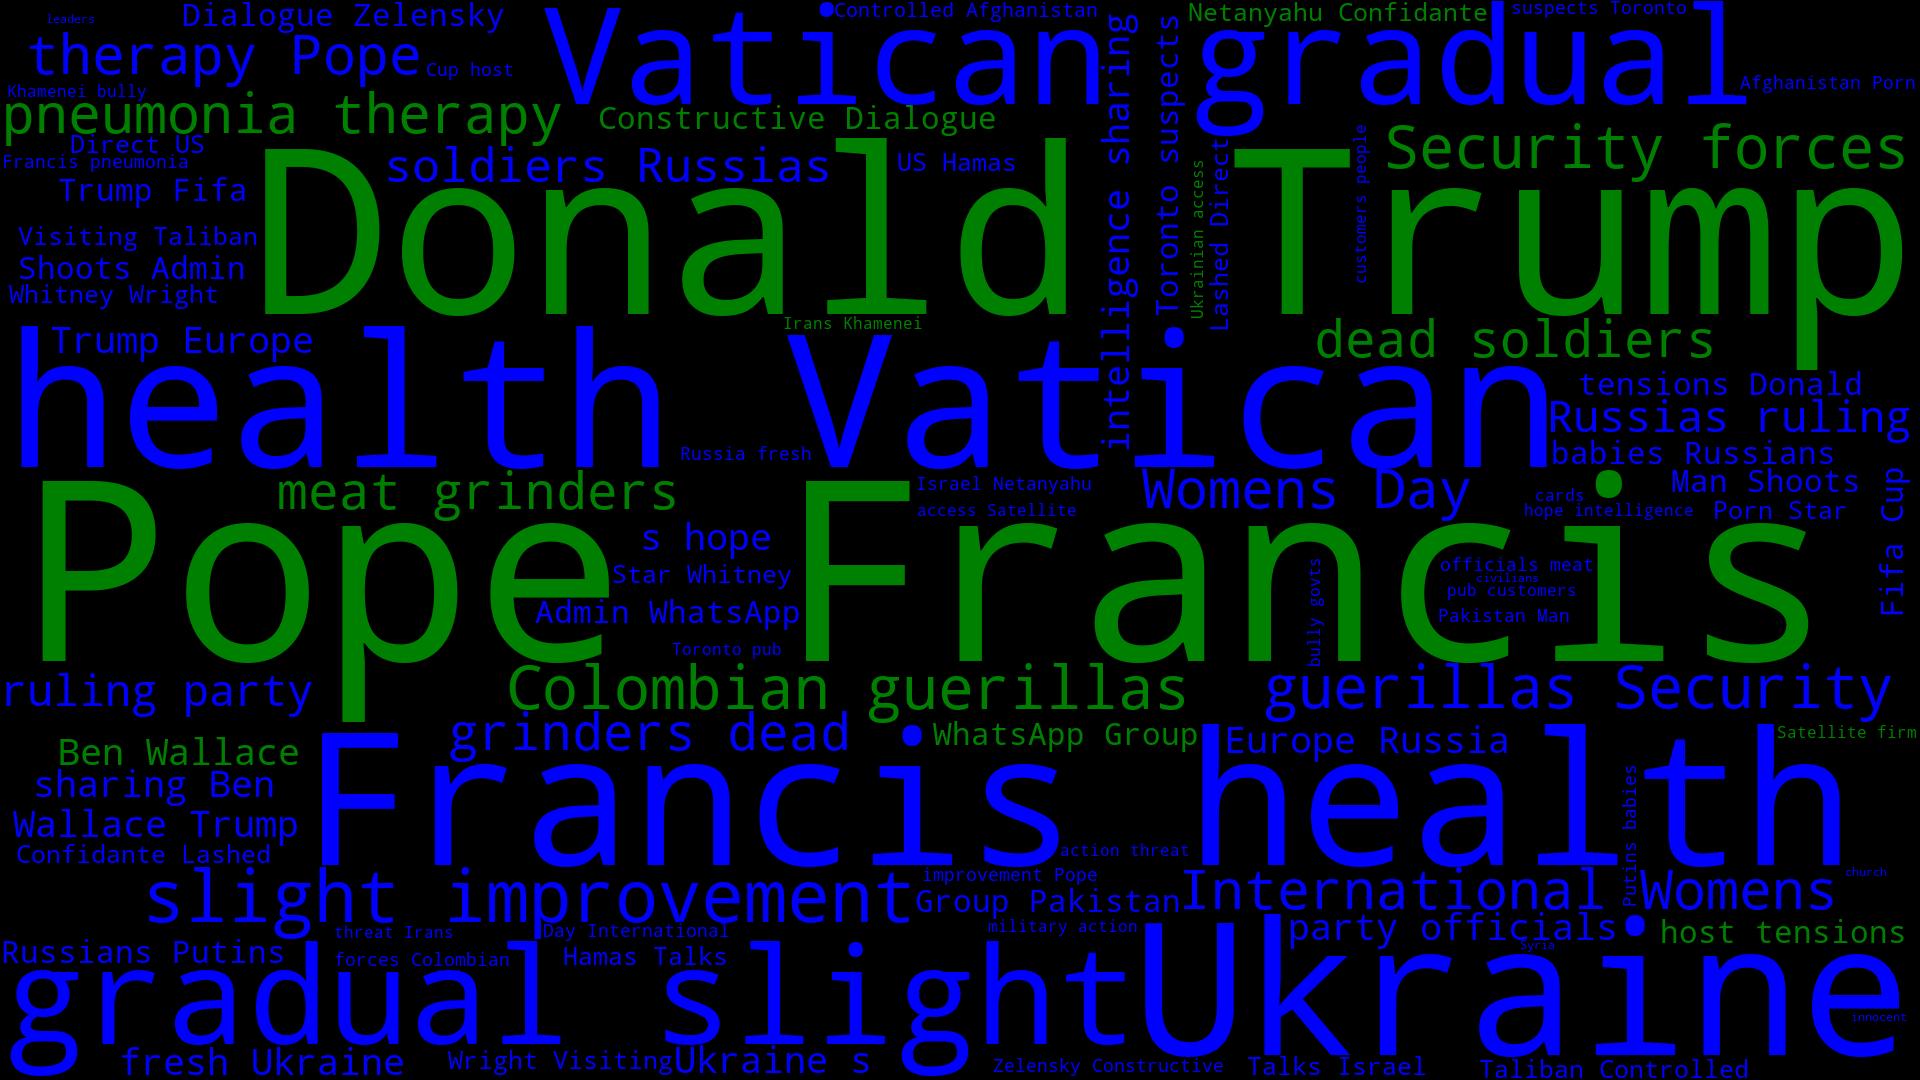 leaders
Dialogue Zelensky
Vatican
Controlled Afghanistan
Netanyahu Confidante
suspects Toronto
gradual
therapy Pope
Cup host
Khamenei bully
Afghanistan Porn
pneumonia therapy
Constructive Dialogue
intelligence sharing
Toronto suspects
Direct US
Francis pneumonia
Donald Trump
soldiers Russias
US Hamas
Ukrainian access
Lashed Direct
customers people
Security forces
Trump Fifa
Visiting Taliban
Shoots Admin
Whitney Wright
Irans Khamenei
Trump Europe
dead soldiers
health Vatican
tensions Donald
Russias ruling
Russia fresh
babies Russians
meat grinders
Israel Netanyahu
Womens Day
Man Shoots
Fifa Cup
cards
access Satellite
hope intelligence
Porn Star
Pope Francis
s hope
Star Whitney
officials meat
civilians
pub customers
bully govts
Admin WhatsApp
Pakistan Man
Toronto pub
ruling party
Colombian guerillas
guerillas Security
grinders dead
WhatsApp Group
Europe Russia
Satellite firm
Ben Wallace
sharing Ben
Francis health
Putins babies
Wallace Trump
Confidante Lashed
action threat
slight improvement
improvement Pope
Group Pakistan
International Womens
church
threat Irans
Day International
military action
party officials
host tensions
Russians Putins
forces Colombian
Hamas Talks
Syria
gradual slight
Ukraine
innocent
fresh Ukraine
Wright Visiting
Ukraine s
Zelensky Constructive
Talks Israel
Taliban Controlled